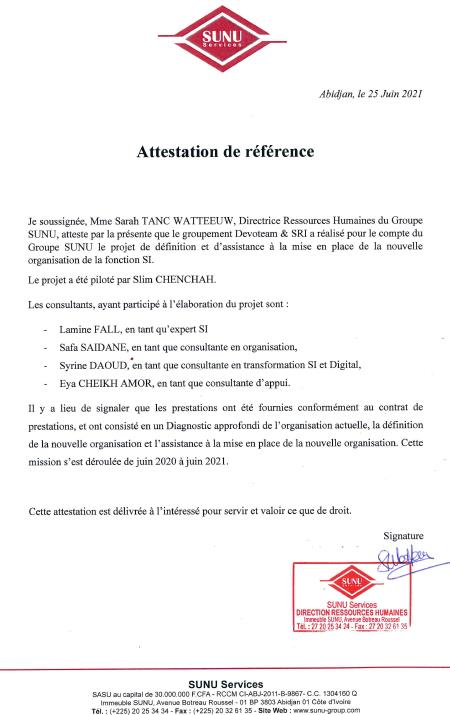 SUNU
Services
Abidjan, le 25 Juin 2021
Attestation de référence
Je soussignée, Mme Sarah TANC WATTEEUW, Directrice Ressources Humaines du Groupe
SUNU, atteste par la présente que le groupement Devoteam & SRI a réalisé pour le compte du
Groupe SUNU le projet de définition et d'assistance à la mise en place de la nouvelle
organisation de la fonction SI.
Le projet a été piloté par Slim CHENCHAH.
Les consultants, ayant participé à l'élaboration du projet sont :
- Lamine FALL, en tant qu'expert SI
- Safa SAIDANE, en tant que consultante en organisation,
- Syrine DAOUD, en tant que consultante en transformation SI et Digital,
- Eya CHEIKH AMOR, en tant que consultante d'appui.
Il y a lieu de signaler que les prestations ont été fournies conformément au contrat de
prestations, et ont consisté en un Diagnostic approfondi de l'organisation actuelle, la définition
de la nouvelle organisation et l'assistance à la mise en place de la nouvelle organisation. Cette
mission s'est déroulée de juin 2020 à juin 2021.
Cette attestation est délivrée à l'intéressé pour servir et valoir ce que de droit.
Signature
SUNU
SUNU Services
DIRECTION RESSOURCES HUMAINES
Immeuble SUNU, Avenue Botreau Roussel
Tél. : 27 20 25 34 24 - Fax : 27 20 32 61 35
SUNU Services
SASU au capital de 30.000.000 F.CFA - RCCM CI-ABJ-2011-B-9867- C.C. 1304160 Q
Immeuble SUNU, Avenue Botreau Roussel - 01 BP 3803 Abidjan 01 Côte d'Ivoire
Tél. : (+225) 20 25 34 34 - Fax : (+225) 20 32 61 35 - Site Web : www.sunu-group.com